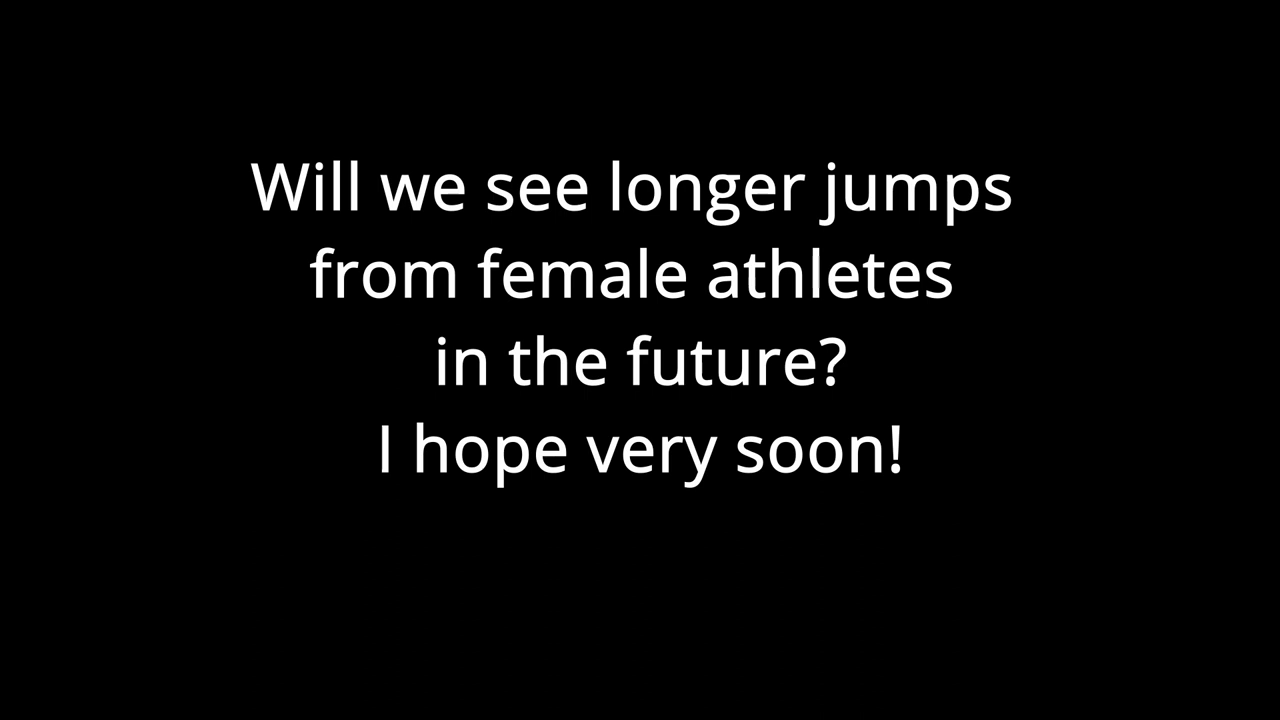 Will we see longer jumps
from female athletes
in the future?
I hope very soon!